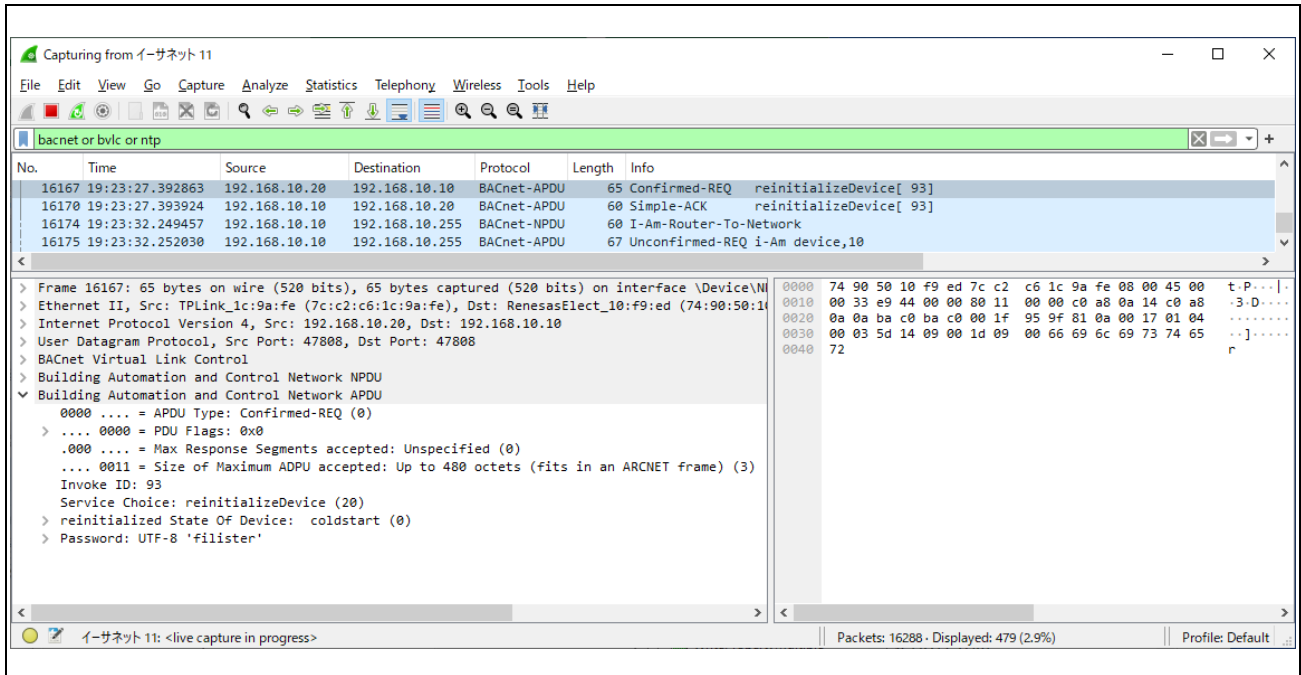 Capturing from イーサネット 11
File Edit View Go Capture Analyze Statistics Telephony Wireless Tools Help
bacnet or bvlc or ntp
No. Time Source Destination Protocol Length Info
16167 19:23:27.392863 192.168.10.20 192.168.10.10 BACnet-APDU 65 Confirmed-REQ reinitializeDevice[ 93]
16170 19:23:27.393924 192.168.10.10 192.168.10.20 BACnet-APDU 60 Simple-ACK reinitializeDevice[ 93]
16174 19:23:32.249457 192.168.10.10 192.168.10.255 BACnet-NPDU 60 I-Am-Router-To-Network
16175 19:23:32.252030 192.168.10.10 192.168.10.255 BACnet-APDU 67 Unconfirmed-REQ i-Am device,10
Frame 16167: 65 bytes on wire (520 bits), 65 bytes captured (520 bits) on interface \Device\N
Ethernet II, Src: TPLink_1c:9a:fe (7c:c2:c6:1c:9a:fe), Dst: RenesasElect_10:f9:ed (74:90:50:1
Internet Protocol Version 4, Src: 192.168.10.20, Dst: 192.168.10.10
User Datagram Protocol, Src Port: 47808, Dst Port: 47808
BACnet Virtual Link Control
Building Automation and Control Network NPDU
Building Automation and Control Network APDU
0000 .... = APDU Type: Confirmed-REQ (0)
.... 0000 = PDU Flags: 0x0
.000 .... = Max Response Segments accepted: Unspecified (0)
.... 0011 = Size of Maximum ADPU accepted: Up to 480 octets (fits in an ARCNET frame) (3)
Invoke ID: 93
Service Choice: reinitializeDevice (20)
reinitialized State Of Device: coldstart (0)
Password: UTF-8 'filister'
0000 74 90 50 10 f9 ed 7c c2 c6 1c 9a fe 08 00 45 00 t·P···|·
0010 00 33 e9 44 00 00 80 11 00 00 c0 a8 0a 14 c0 a8 ·3·D····
0020 0a 0a ba c0 ba c0 00 1f 95 9f 81 0a 00 17 01 04 ········
0030 00 03 5d 14 09 00 1d 09 00 66 69 6c 69 73 74 65 ··]·····
0040 72 r
イーサネット 11: <live capture in progress>
Packets: 16288 · Displayed: 479 (2.9%)
Profile: Default